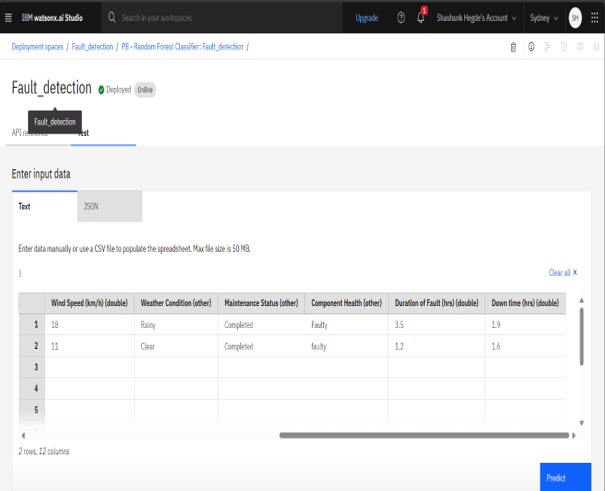 IBM watsonx.ai Studio Search in your workspaces Upgrade 1 Shashank Hegde's Account Sydney SH
Deployment spaces / Fault_detection / P8 - Random Forest Classifier: Fault_detection /
Fault_detection Deployed Online
Fault_detection
API reference Test
Enter input data
Text JSON
Enter data manually or use a CSV file to populate the spreadsheet. Max file size is 50 MB.
Clear all x
Wind Speed (km/h) (double) Weather Condition (other) Maintenance Status (other) Component Health (other) Duration of Fault (hrs) (double) Down time (hrs) (double)
1 18 Rainy Completed Faulty 3.5 1.9
2 11 Clear Completed faulty 1.2 1.6
3
4
5
2 rows, 12 columns
Predict